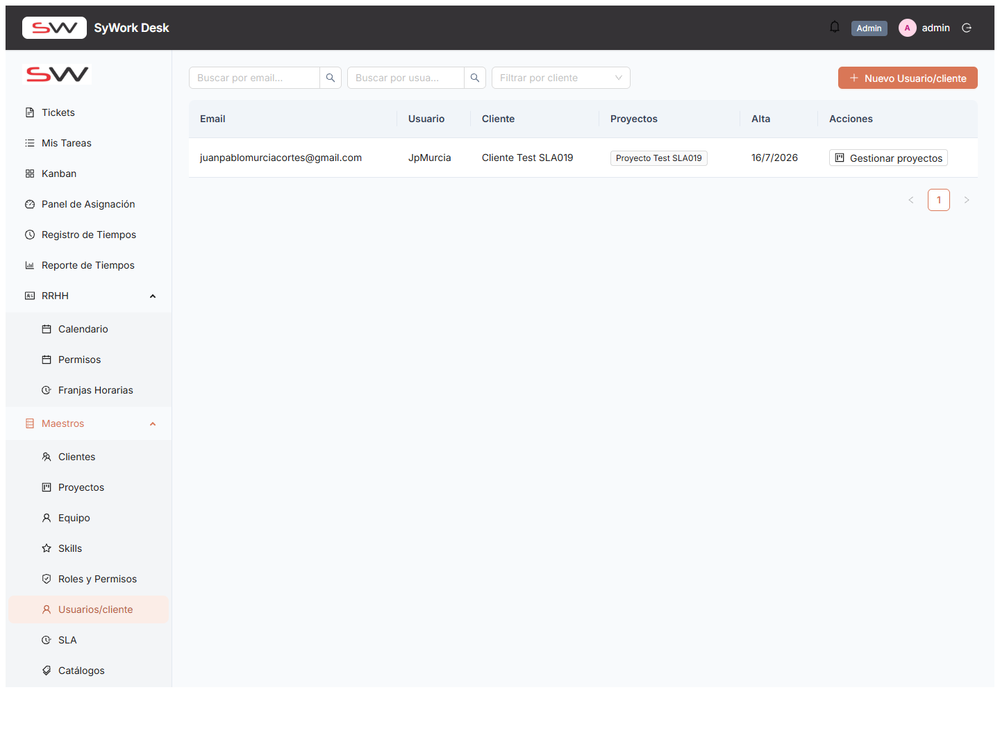 SW SyWork Desk
Admin A admin
SW
Tickets
Mis Tareas
Kanban
Panel de Asignación
Registro de Tiempos
Reporte de Tiempos
RRHH
Calendario
Permisos
Franjas Horarias
Maestros
Clientes
Proyectos
Equipo
Skills
Roles y Permisos
Usuarios/cliente
SLA
Catálogos
Buscar por email... Buscar por usua... Filtrar por cliente Nuevo Usuario/cliente
Email Usuario Cliente Proyectos Alta Acciones
juanpablomurciacortes@gmail.com JpMurcia Cliente Test SLA019 Proyecto Test SLA019 16/7/2026 Gestionar proyectos
1